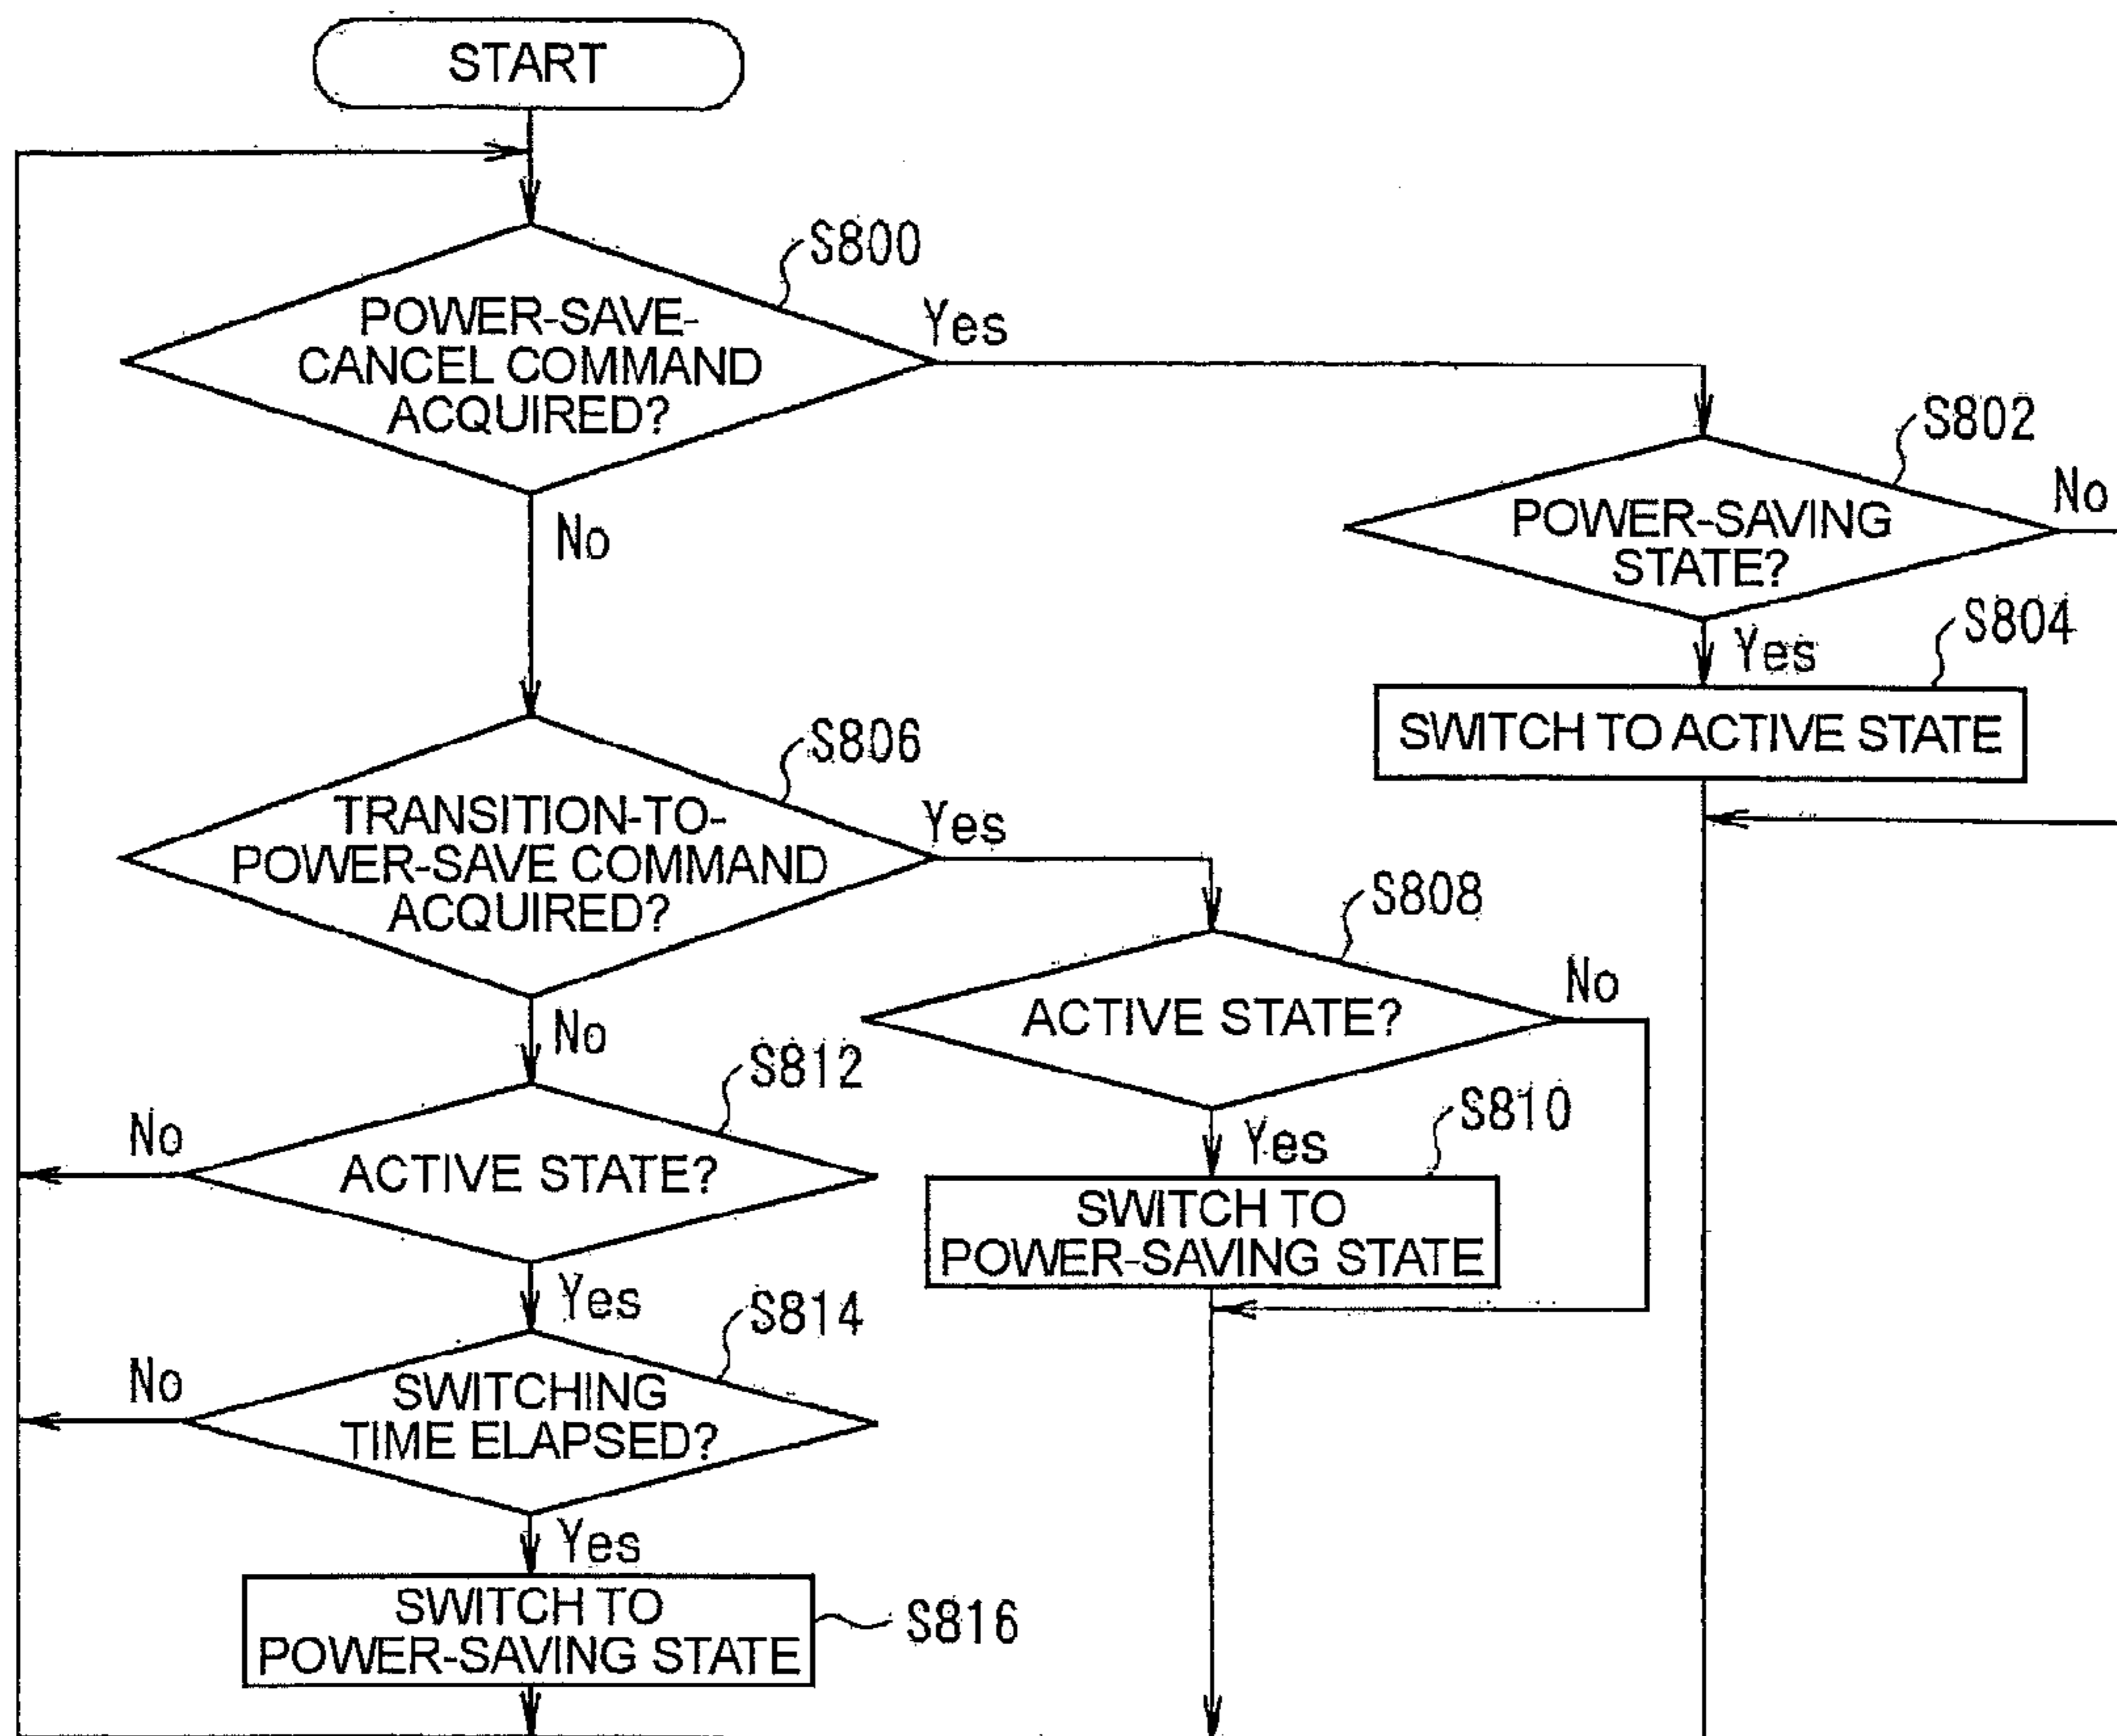 START
S800
POWER-SAVE-
CANCEL COMMAND
ACQUIRED?
Yes
No
S802
POWER-SAVING
STATE?
No
Yes
S804
SWITCH TO ACTIVE STATE
S806
TRANSITION-TO-
POWER-SAVE COMMAND
ACQUIRED?
Yes
No
S808
ACTIVE STATE?
No
Yes
S810
SWITCH TO
POWER-SAVING STATE
S812
ACTIVE STATE?
No
Yes
S814
SWITCHING
TIME ELAPSED?
No
Yes
SWITCH TO
POWER-SAVING STATE
S816